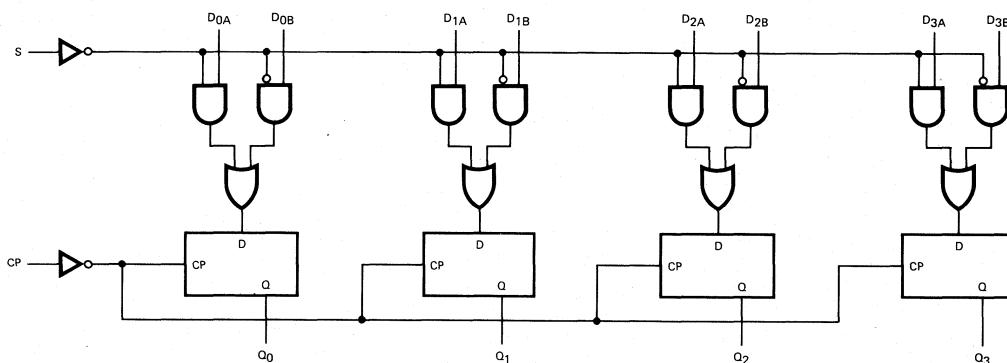 D0A D0B D1A D1B D2A D2B D3A D3B
S
D D D D
CP CP CP CP CP
Q Q Q Q
Q0 Q1 Q2 Q3